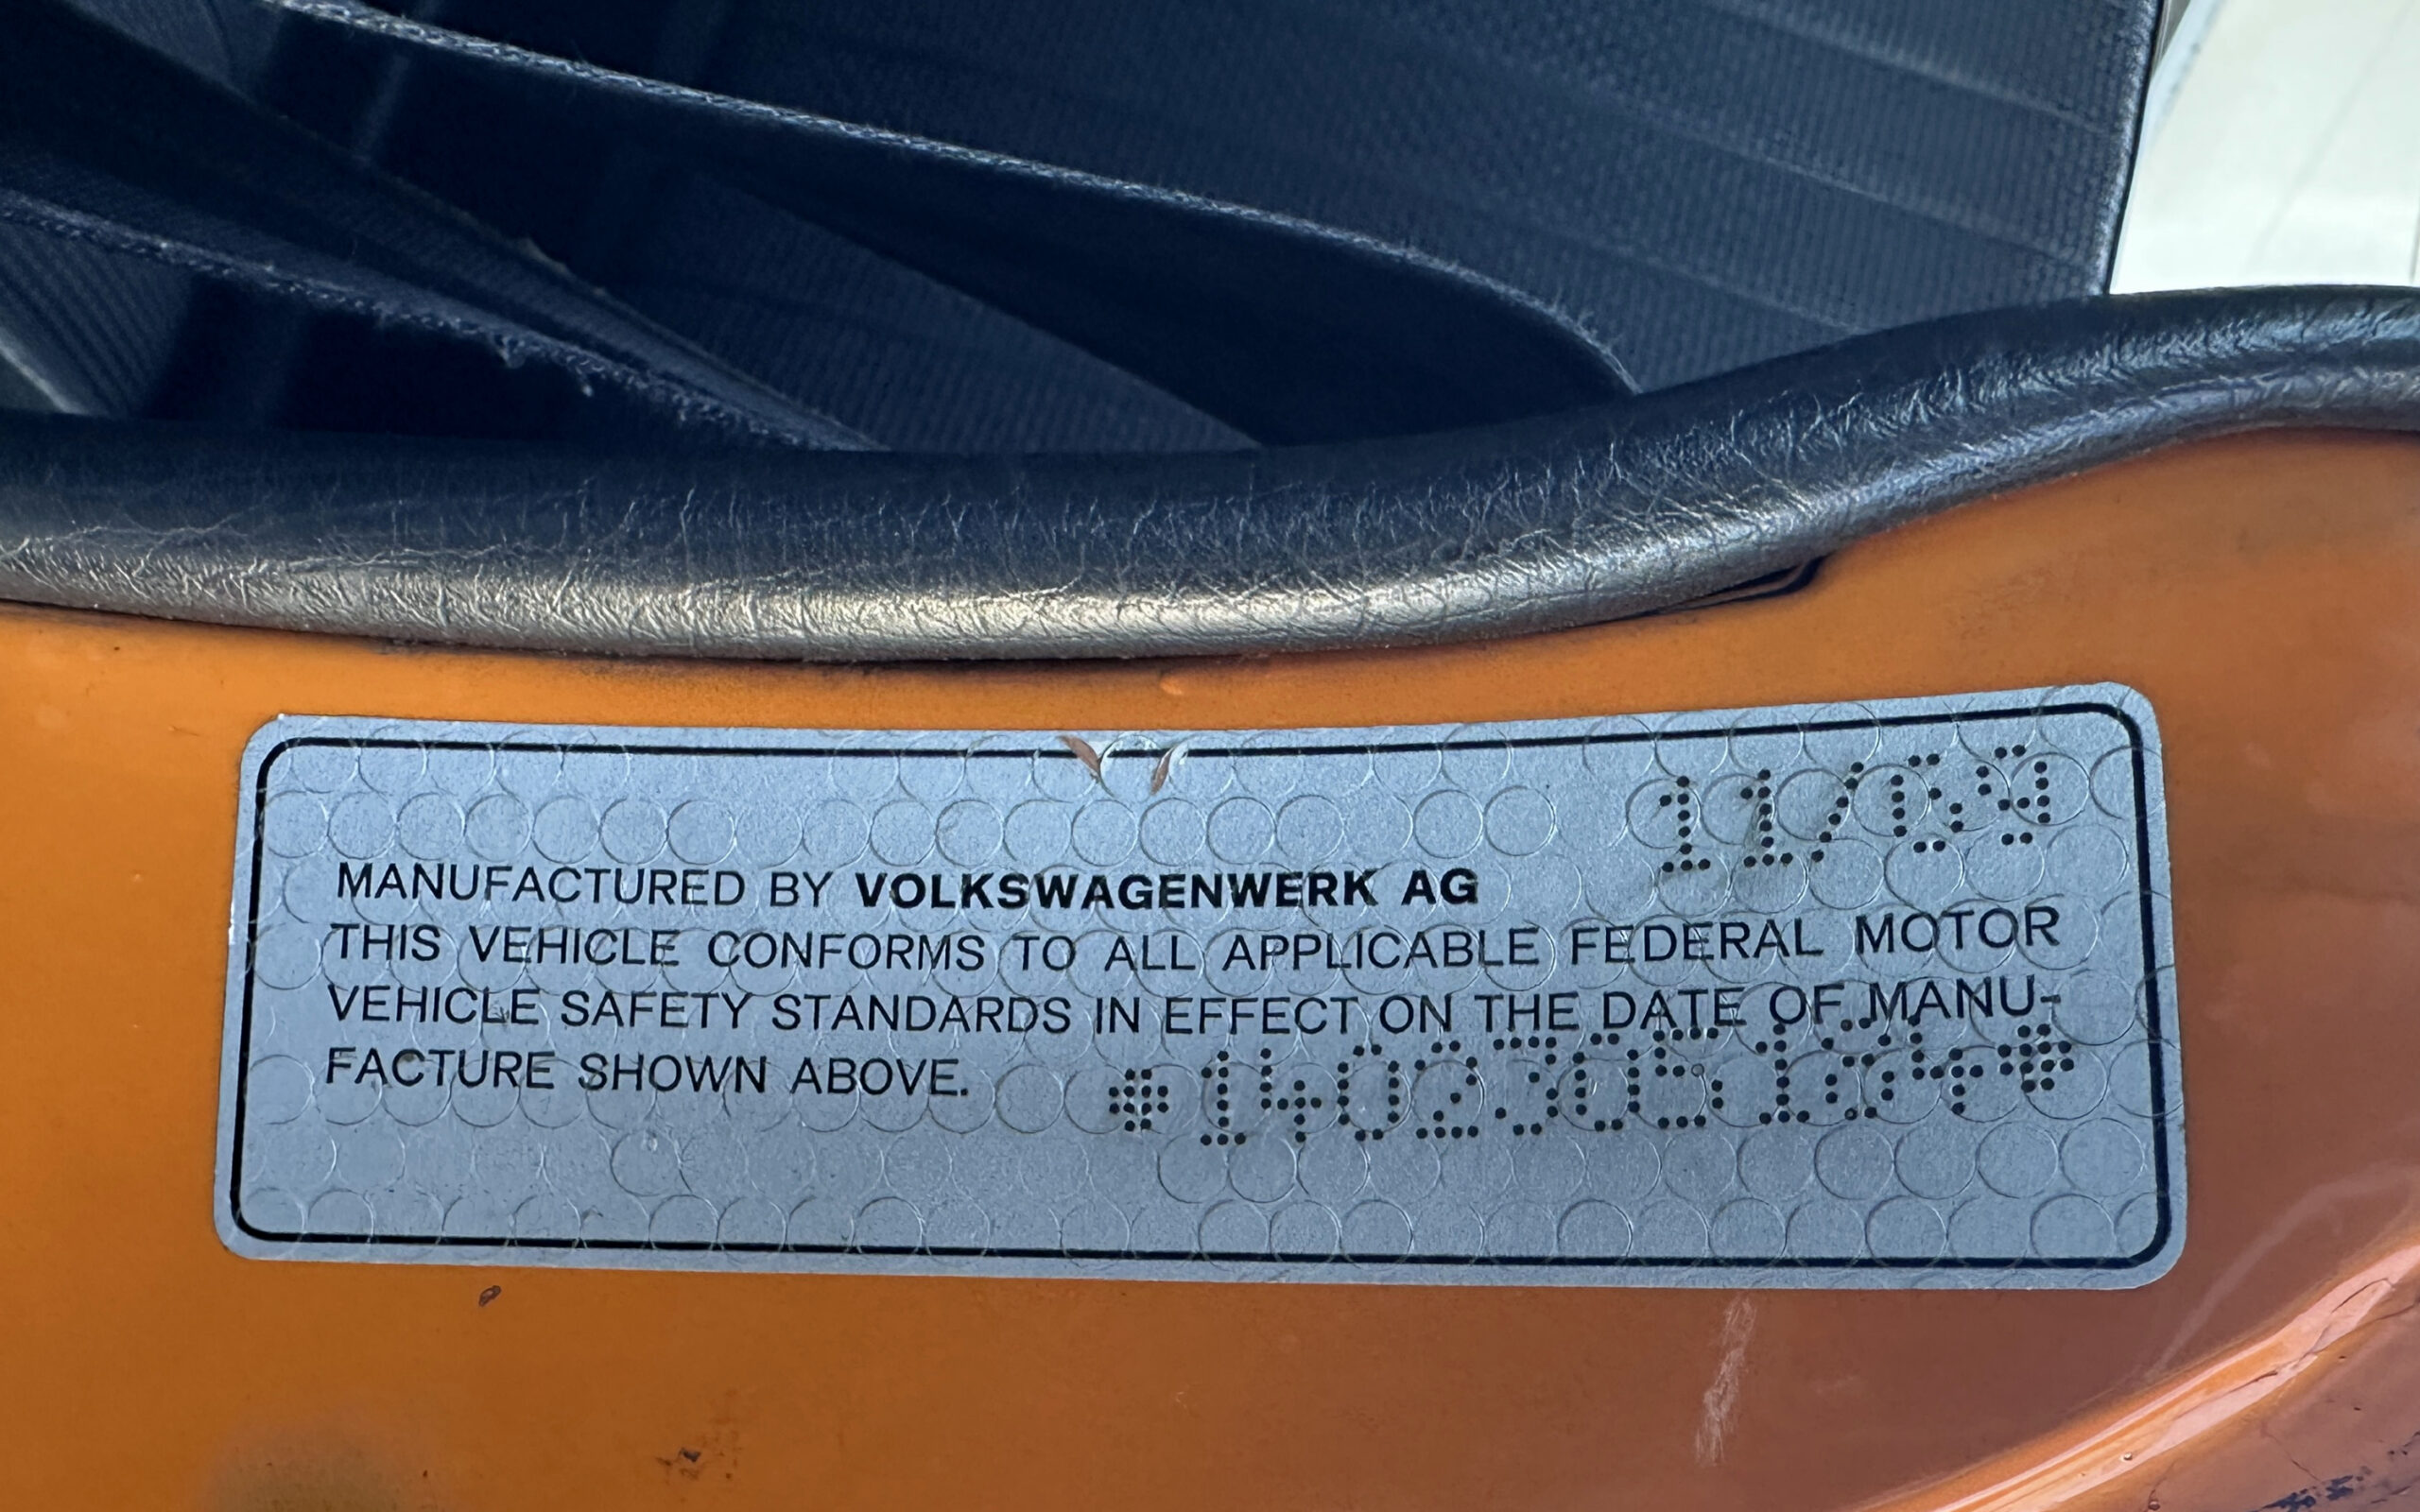 11/69
MANUFACTURED BY VOLKSWAGENWERK AG
THIS VEHICLE CONFORMS TO ALL APPLICABLE FEDERAL MOTOR
VEHICLE SAFETY STANDARDS IN EFFECT ON THE DATE OF MANU-
FACTURE SHOWN ABOVE.